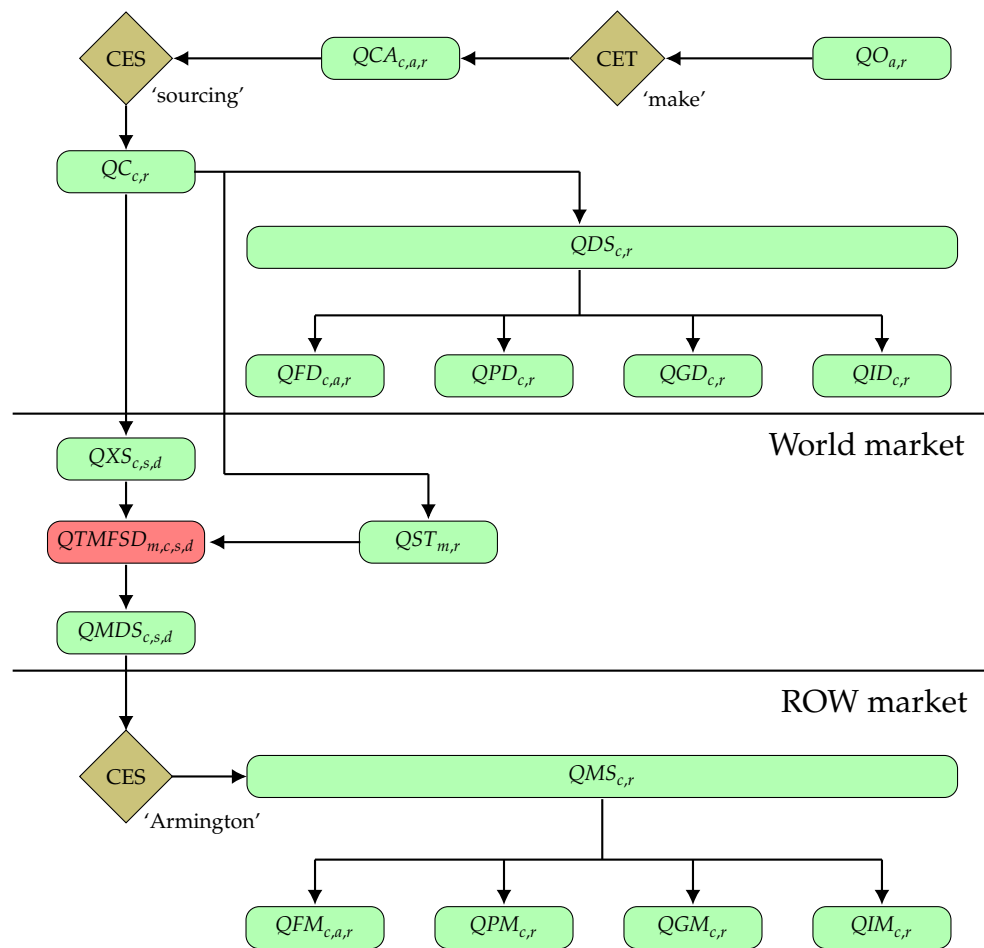 CES
QCA_{c,a,r}
CET
QO_{a,r}
'sourcing'
'make'
QC_{c,r}
QDS_{c,r}
QFD_{c,a,r}
QPD_{c,r}
QGD_{c,r}
QID_{c,r}
World market
QXS_{c,s,d}
QTMFSD_{m,c,s,d}
QST_{m,r}
QMDS_{c,s,d}
ROW market
CES
QMS_{c,r}
'Armington'
QFM_{c,a,r}
QPM_{c,r}
QGM_{c,r}
QIM_{c,r}